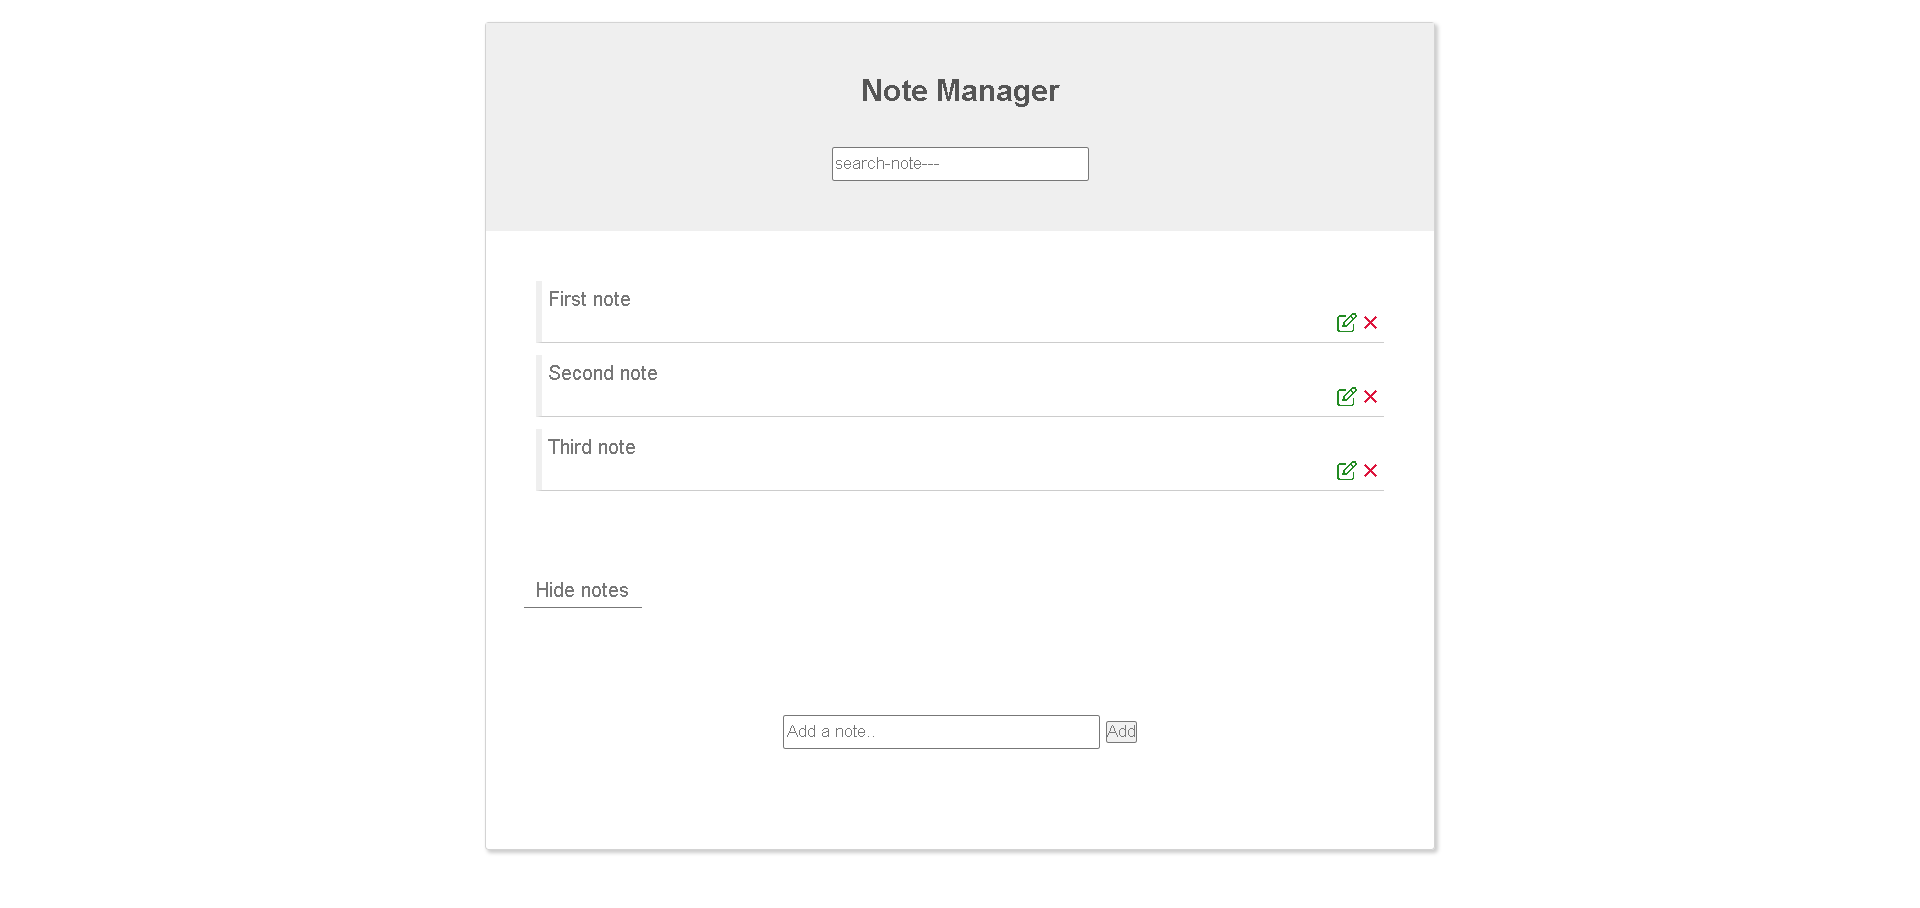 Note Manager
search-note---
First note
Second note
Third note
Hide notes
Add a note.. Add